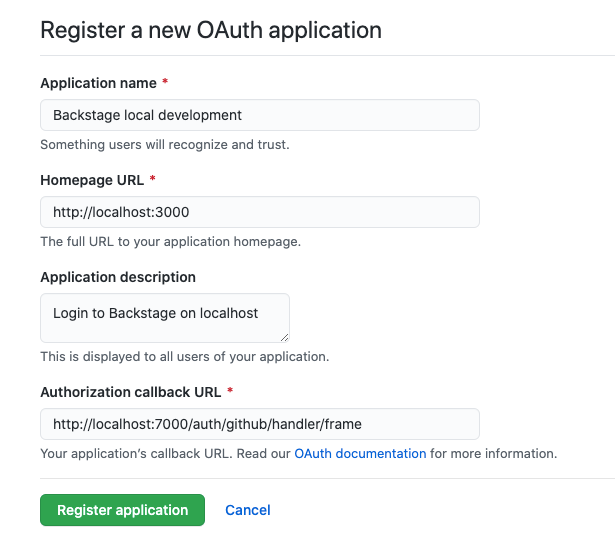 Register a new OAuth application
Application name *
Backstage local development
Something users will recognize and trust.
Homepage URL *
http://localhost:3000
The full URL to your application homepage.
Application description
Login to Backstage on localhost
This is displayed to all users of your application.
Authorization callback URL *
http://localhost:7000/auth/github/handler/frame
Your application’s callback URL. Read our OAuth documentation for more information.
Register application Cancel